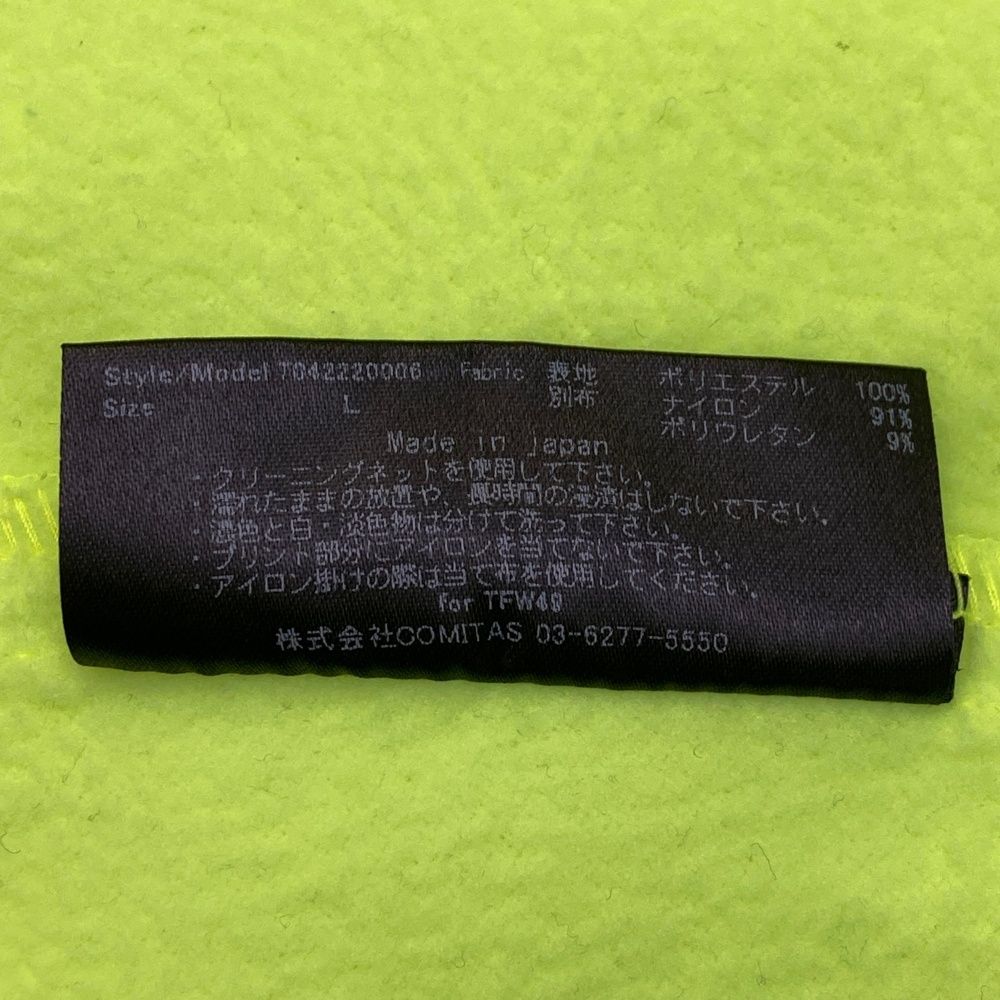 Style/Model T042220006 Fabric 表地 ポリエステル 100%
Size L 別布 ナイロン 91%
ポリウレタン 9%
Made in Japan
・クリーニングネットを使用して下さい。
・濡れたままの放置や、長時間の浸漬はしないで下さい。
・濃色と白・淡色物は分けて洗って下さい。
・プリント部分にアイロンを当てないで下さい。
・アイロン掛けの際は当て布を使用してください。
for TFW49
株式会社COMITAS 03-6277-5550